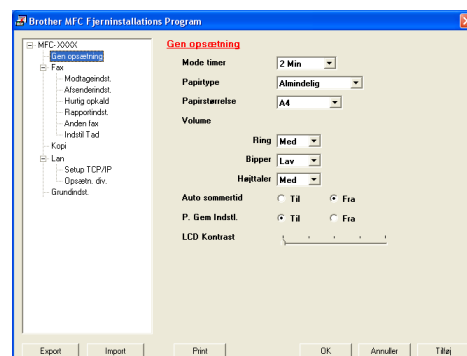 Brother MFC Fjerninstallations Program
MFC-XXXX
Gen opsætning
Fax
Modtageindst.
Afsenderindst.
Hurtig opkald
Rapportindst.
Anden fax
Indstil Tad
Kopi
Lan
Setup TCP/IP
Opsætn. div.
Grundindst.
Gen opsætning
Mode timer 2 Min
Papirtype Almindelig
Papirstørrelse A4
Volume
Ring Med
Bipper Lav
Højttaler Med
Auto sommertid Til Fra
P. Gem Indstl. Til Fra
LCD Kontrast
Export Import Print OK Annuller Tilføj